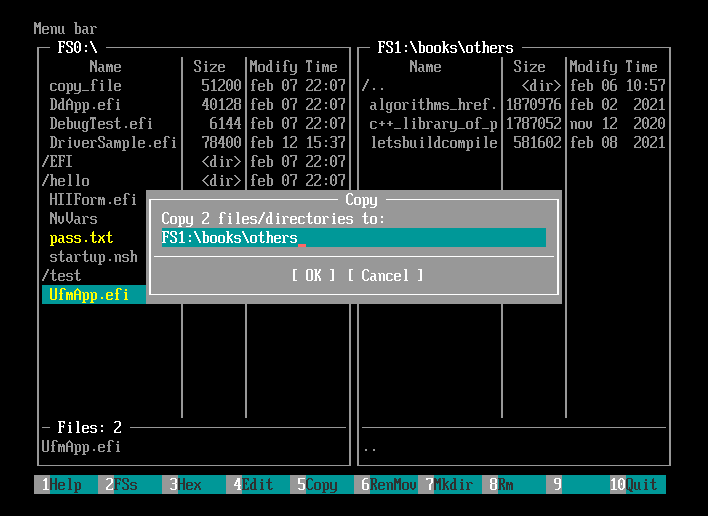 Menu bar
FS0:\ FS1:\books\others
Name Size Modify Time Name Size Modify Time
copy_file 51200 feb 07 22:07 /.. <dir> feb 06 10:57
DdApp.efi 40128 feb 07 22:07 algorithms_href. 1870976 feb 02 2021
DebugTest.efi 6144 feb 07 22:07 c++_library_of_p 1787052 nov 12 2020
DriverSample.efi 78400 feb 12 15:37 letsbuildcompile 581602 feb 08 2021
/EFI <dir> feb 07 22:07
/hello <dir> feb 07 22:07
HIIForm.efi
NvVars
pass.txt
startup.nsh
/test
UfmApp.efi
Copy
Copy 2 files/directories to:
FS1:\books\others
[ OK ] [ Cancel ]
Files: 2
UfmApp.efi ..
1Help 2FSs 3Hex 4Edit 5Copy 6RenMov 7Mkdir 8Rm 9 10Quit